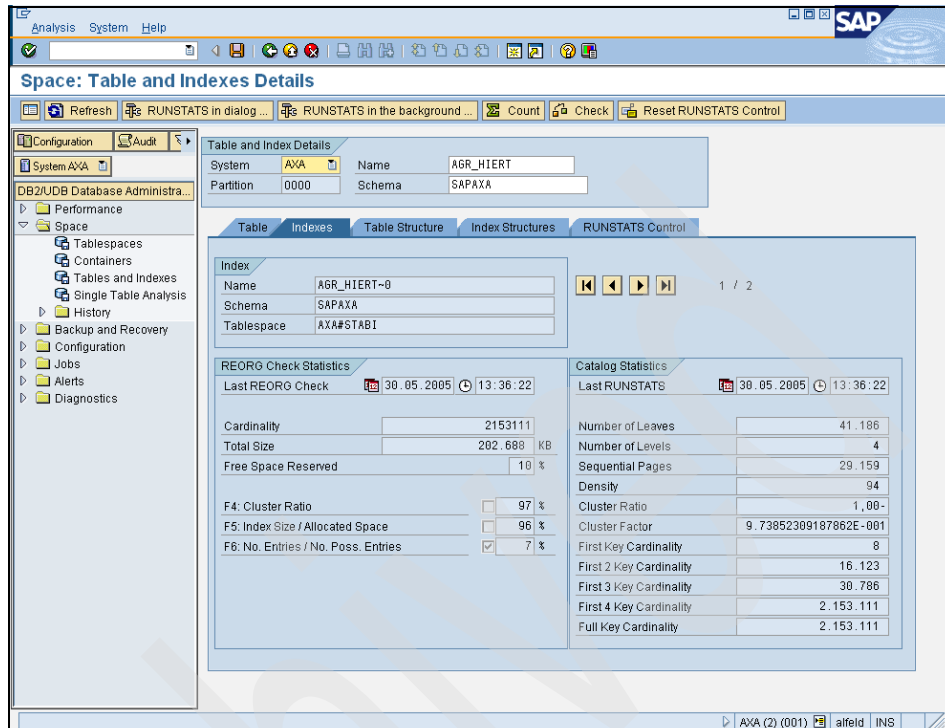 Analysis System Help
SAP
Space: Table and Indexes Details
Refresh RUNSTATS in dialog ... RUNSTATS in the background ... Count Check Reset RUNSTATS Control
Configuration Audit
System AXA
DB2/UDB Database Administra...
Performance
Space
Tablespaces
Containers
Tables and Indexes
Single Table Analysis
History
Backup and Recovery
Configuration
Jobs
Alerts
Diagnostics
Table and Index Details
System AXA Name AGR_HIERT
Partition 0000 Schema SAPAXA
Table Indexes Table Structure Index Structures RUNSTATS Control
Index
Name AGR_HIERT~0
Schema SAPAXA
Tablespace AXA#STABI
1 / 2
REORG Check Statistics
Last REORG Check 30.05.2005 13:36:22
Cardinality 2153111
Total Size 202.688 KB
Free Space Reserved 10 %
F4: Cluster Ratio 97 %
F5: Index Size / Allocated Space 96 %
F6: No. Entries / No. Poss. Entries 7 %
Catalog Statistics
Last RUNSTATS 30.05.2005 13:36:22
Number of Leaves 41.186
Number of Levels 4
Sequential Pages 29.159
Density 94
Cluster Ratio 1,00-
Cluster Factor 9.73852309187862E-001
First Key Cardinality 8
First 2 Key Cardinality 16.123
First 3 Key Cardinality 30.786
First 4 Key Cardinality 2.153.111
Full Key Cardinality 2.153.111
AXA (2) (001) alfeld INS